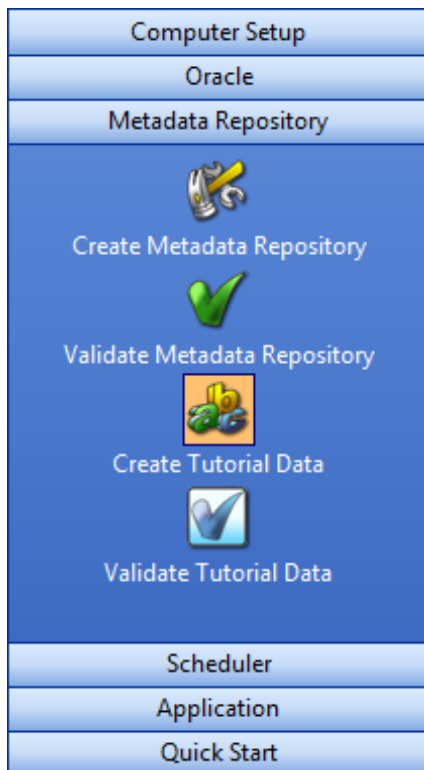 Computer Setup
Oracle
Metadata Repository
Create Metadata Repository
Validate Metadata Repository
abc
Create Tutorial Data
Validate Tutorial Data
Scheduler
Application
Quick Start